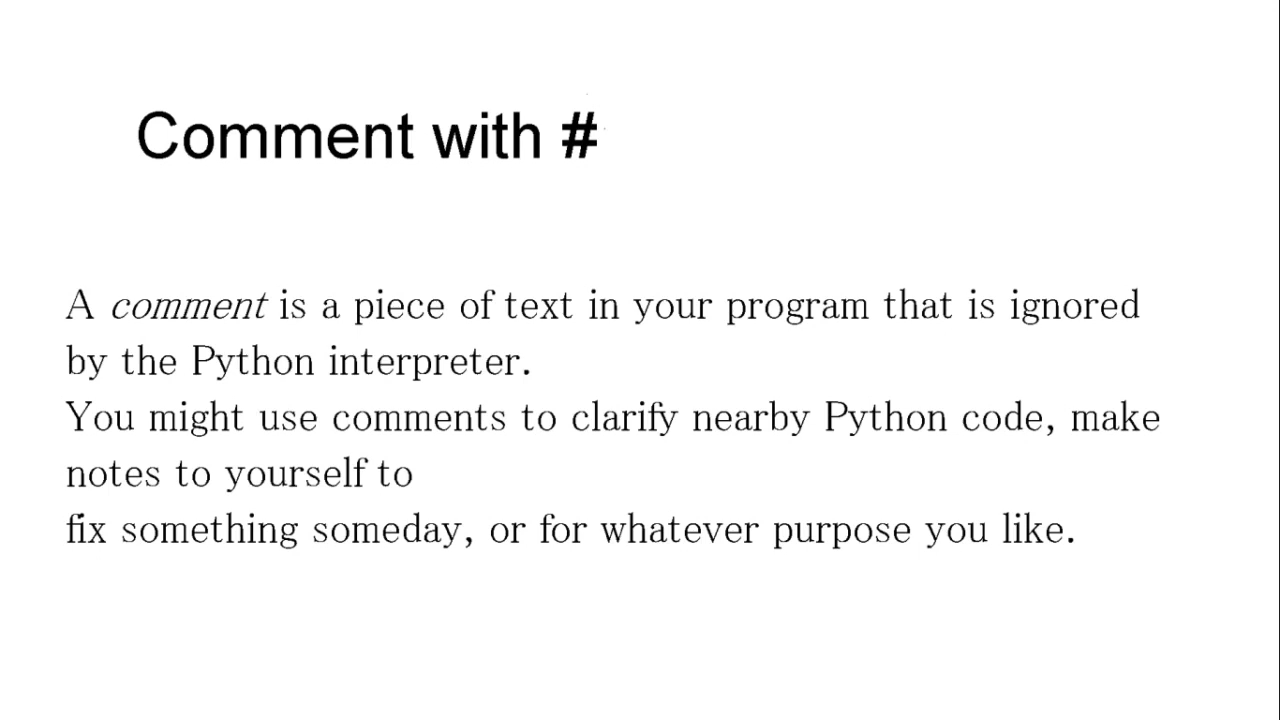 Comment with #
A comment is a piece of text in your program that is ignored
by the Python interpreter.
You might use comments to clarify nearby Python code, make
notes to yourself to
fix something someday, or for whatever purpose you like.